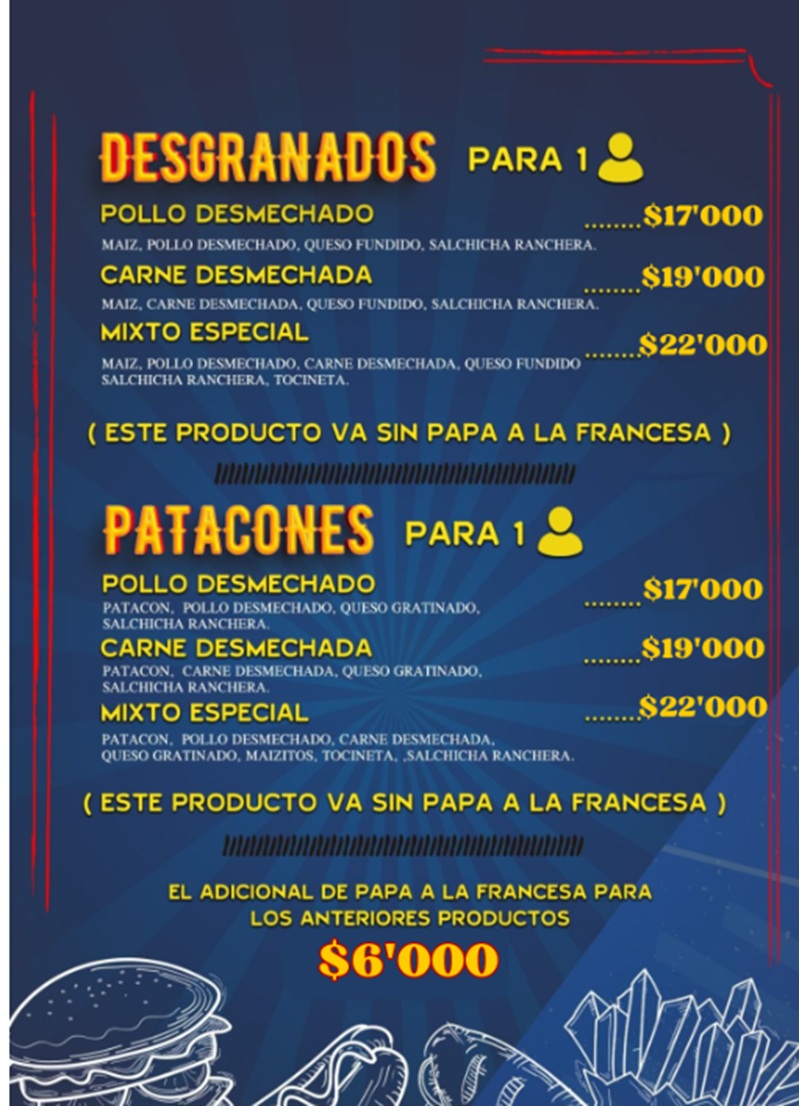 DESGRANADOS PARA 1
POLLO DESMECHADO ........$17'000
MAIZ, POLLO DESMECHADO, QUESO FUNDIDO, SALCHICHA RANCHERA.
CARNE DESMECHADA ........$19'000
MAIZ, CARNE DESMECHADA, QUESO FUNDIDO, SALCHICHA RANCHERA.
MIXTO ESPECIAL ........$22'000
MAIZ, POLLO DESMECHADO, CARNE DESMECHADA, QUESO FUNDIDO
SALCHICHA RANCHERA, TOCINETA.
( ESTE PRODUCTO VA SIN PAPA A LA FRANCESA )
PATACONES PARA 1
POLLO DESMECHADO ........$17'000
PATACON, POLLO DESMECHADO, QUESO GRATINADO,
SALCHICHA RANCHERA.
CARNE DESMECHADA ........$19'000
PATACON, CARNE DESMECHADA, QUESO GRATINADO,
SALCHICHA RANCHERA.
MIXTO ESPECIAL ........$22'000
PATACON, POLLO DESMECHADO, CARNE DESMECHADA,
QUESO GRATINADO, MAIZITOS, TOCINETA, ,SALCHICHA RANCHERA.
( ESTE PRODUCTO VA SIN PAPA A LA FRANCESA )
EL ADICIONAL DE PAPA A LA FRANCESA PARA
LOS ANTERIORES PRODUCTOS
$6'000